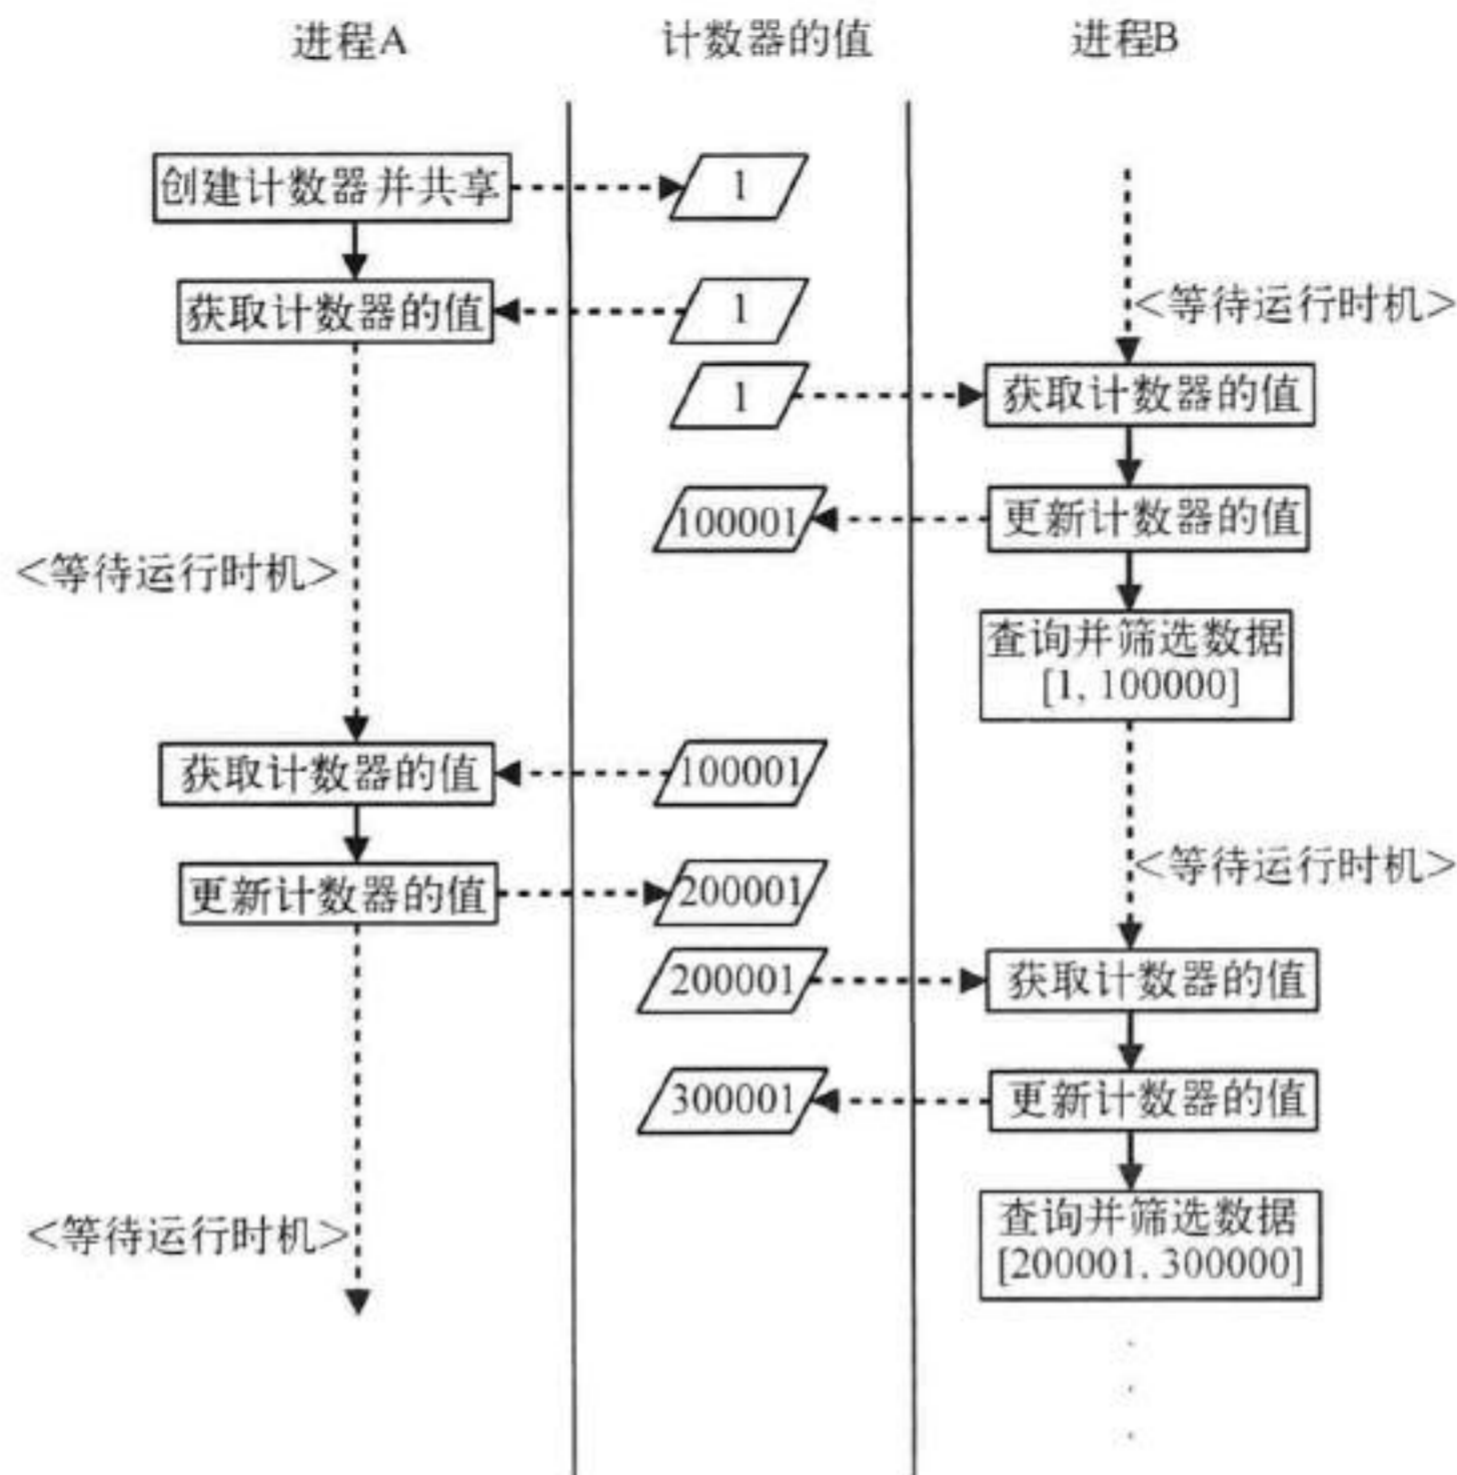 进程A
计数器的值
进程B
创建计数器并共享
1
获取计数器的值
1
<等待运行时机>
1
获取计数器的值
100001
更新计数器的值
<等待运行时机>
查询并筛选数据
[1, 100000]
获取计数器的值
100001
更新计数器的值
200001
<等待运行时机>
200001
获取计数器的值
300001
更新计数器的值
<等待运行时机>
查询并筛选数据
[200001, 300000]